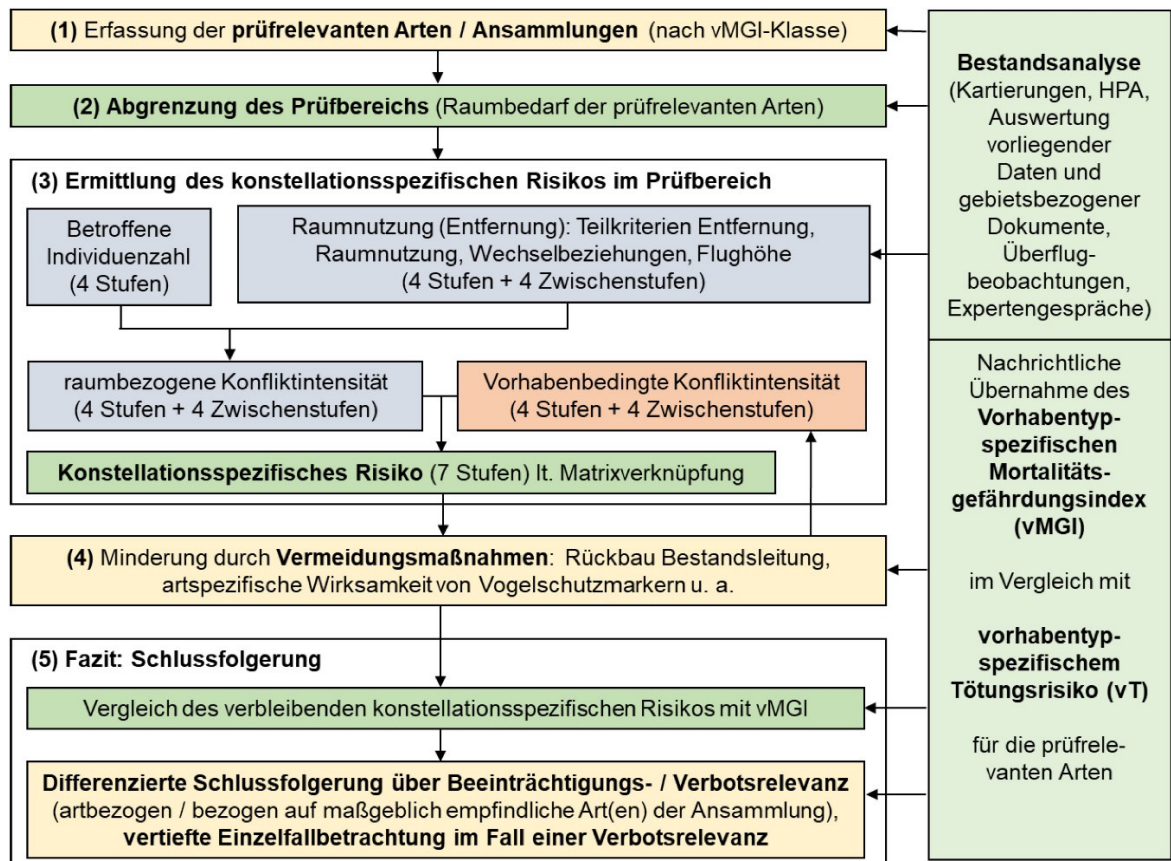 (1) Erfassung der prüfrelevanten Arten / Ansammlungen (nach vMGI-Klasse)
(2) Abgrenzung des Prüfbereichs (Raumbedarf der prüfrelevanten Arten)
(3) Ermittlung des konstellationsspezifischen Risikos im Prüfbereich
Betroffene
Individuenzahl
(4 Stufen)
Raumnutzung (Entfernung): Teilkriterien Entfernung,
Raumnutzung, Wechselbeziehungen, Flughöhe
(4 Stufen + 4 Zwischenstufen)
raumbezogene Konfliktintensität
(4 Stufen + 4 Zwischenstufen)
Vorhabenbedingte Konfliktintensität
(4 Stufen + 4 Zwischenstufen)
Konstellationsspezifisches Risiko (7 Stufen) lt. Matrixverknüpfung
(4) Minderung durch Vermeidungsmaßnahmen: Rückbau Bestandsleitung,
artspezifische Wirksamkeit von Vogelschutzmarkern u. a.
(5) Fazit: Schlussfolgerung
Vergleich des verbleibenden konstellationsspezifischen Risikos mit vMGI
Differenzierte Schlussfolgerung über Beeinträchtigungs- / Verbotsrelevanz
(artbezogen / bezogen auf maßgeblich empfindliche Art(en) der Ansammlung),
vertiefte Einzelfallbetrachtung im Fall einer Verbotsrelevanz
Bestandsanalyse
(Kartierungen, HPA,
Auswertung
vorliegender
Daten und
gebietsbezogener
Dokumente,
Überflug-
beobachtungen,
Expertengespräche)
Nachrichtliche
Übernahme des
Vorhabentyp-
spezifischen
Mortalitäts-
gefährdungsindex
(vMGI)
im Vergleich mit
vorhabentyp-
spezifischem
Tötungsrisiko (vT)
für die prüfrele-
vanten Arten